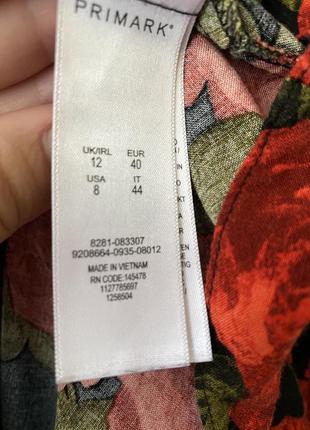 PRIMARK®
UK/IRL EUR
12 40
USA IT
8 44
8281-083307
9208664-0935-08012
MADE IN VIETNAM
RN CODE:145478
1127785697
1258504